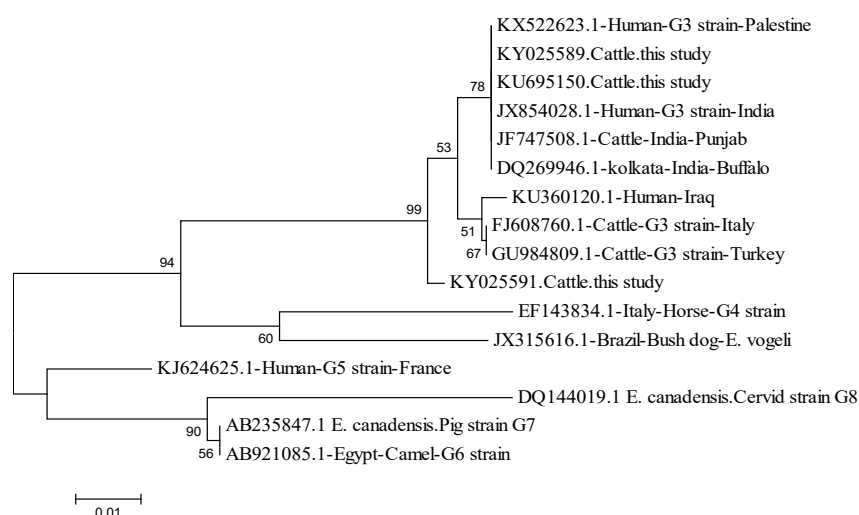 KX522623.1-Human-G3 strain-Palestine
KY025589.Cattle.this study
KU695150.Cattle.this study
78
JX854028.1-Human-G3 strain-India
JF747508.1-Cattle-India-Punjab
53
DQ269946.1-kolkata-India-Buffalo
KU360120.1-Human-Iraq
99
FJ608760.1-Cattle-G3 strain-Italy
51
GU984809.1-Cattle-G3 strain-Turkey
67
94
KY025591.Cattle.this study
EF143834.1-Italy-Horse-G4 strain
60
JX315616.1-Brazil-Bush dog-E. vogeli
KJ624625.1-Human-G5 strain-France
DQ144019.1 E. canadensis.Cervid strain G8
AB235847.1 E. canadensis.Pig strain G7
90
AB921085.1-Egypt-Camel-G6 strain
56
0.01